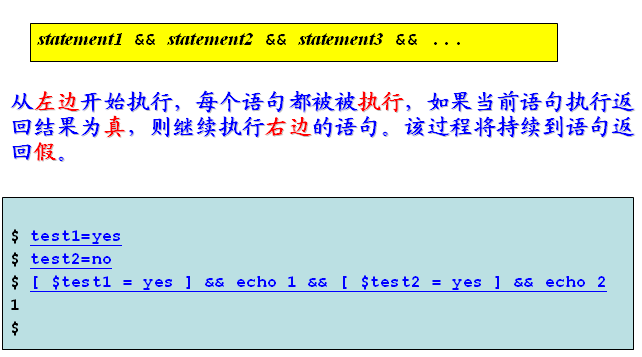 statement1 && statement2 && statement3 && ...
从左边开始执行，每个语句都被被执行，如果当前语句执行返
回结果为真，则继续执行右边的语句。该过程将持续到语句返
回假。
$ test1=yes
$ test2=no
$ [ $test1 = yes ] && echo 1 && [ $test2 = yes ] && echo 2
1
$